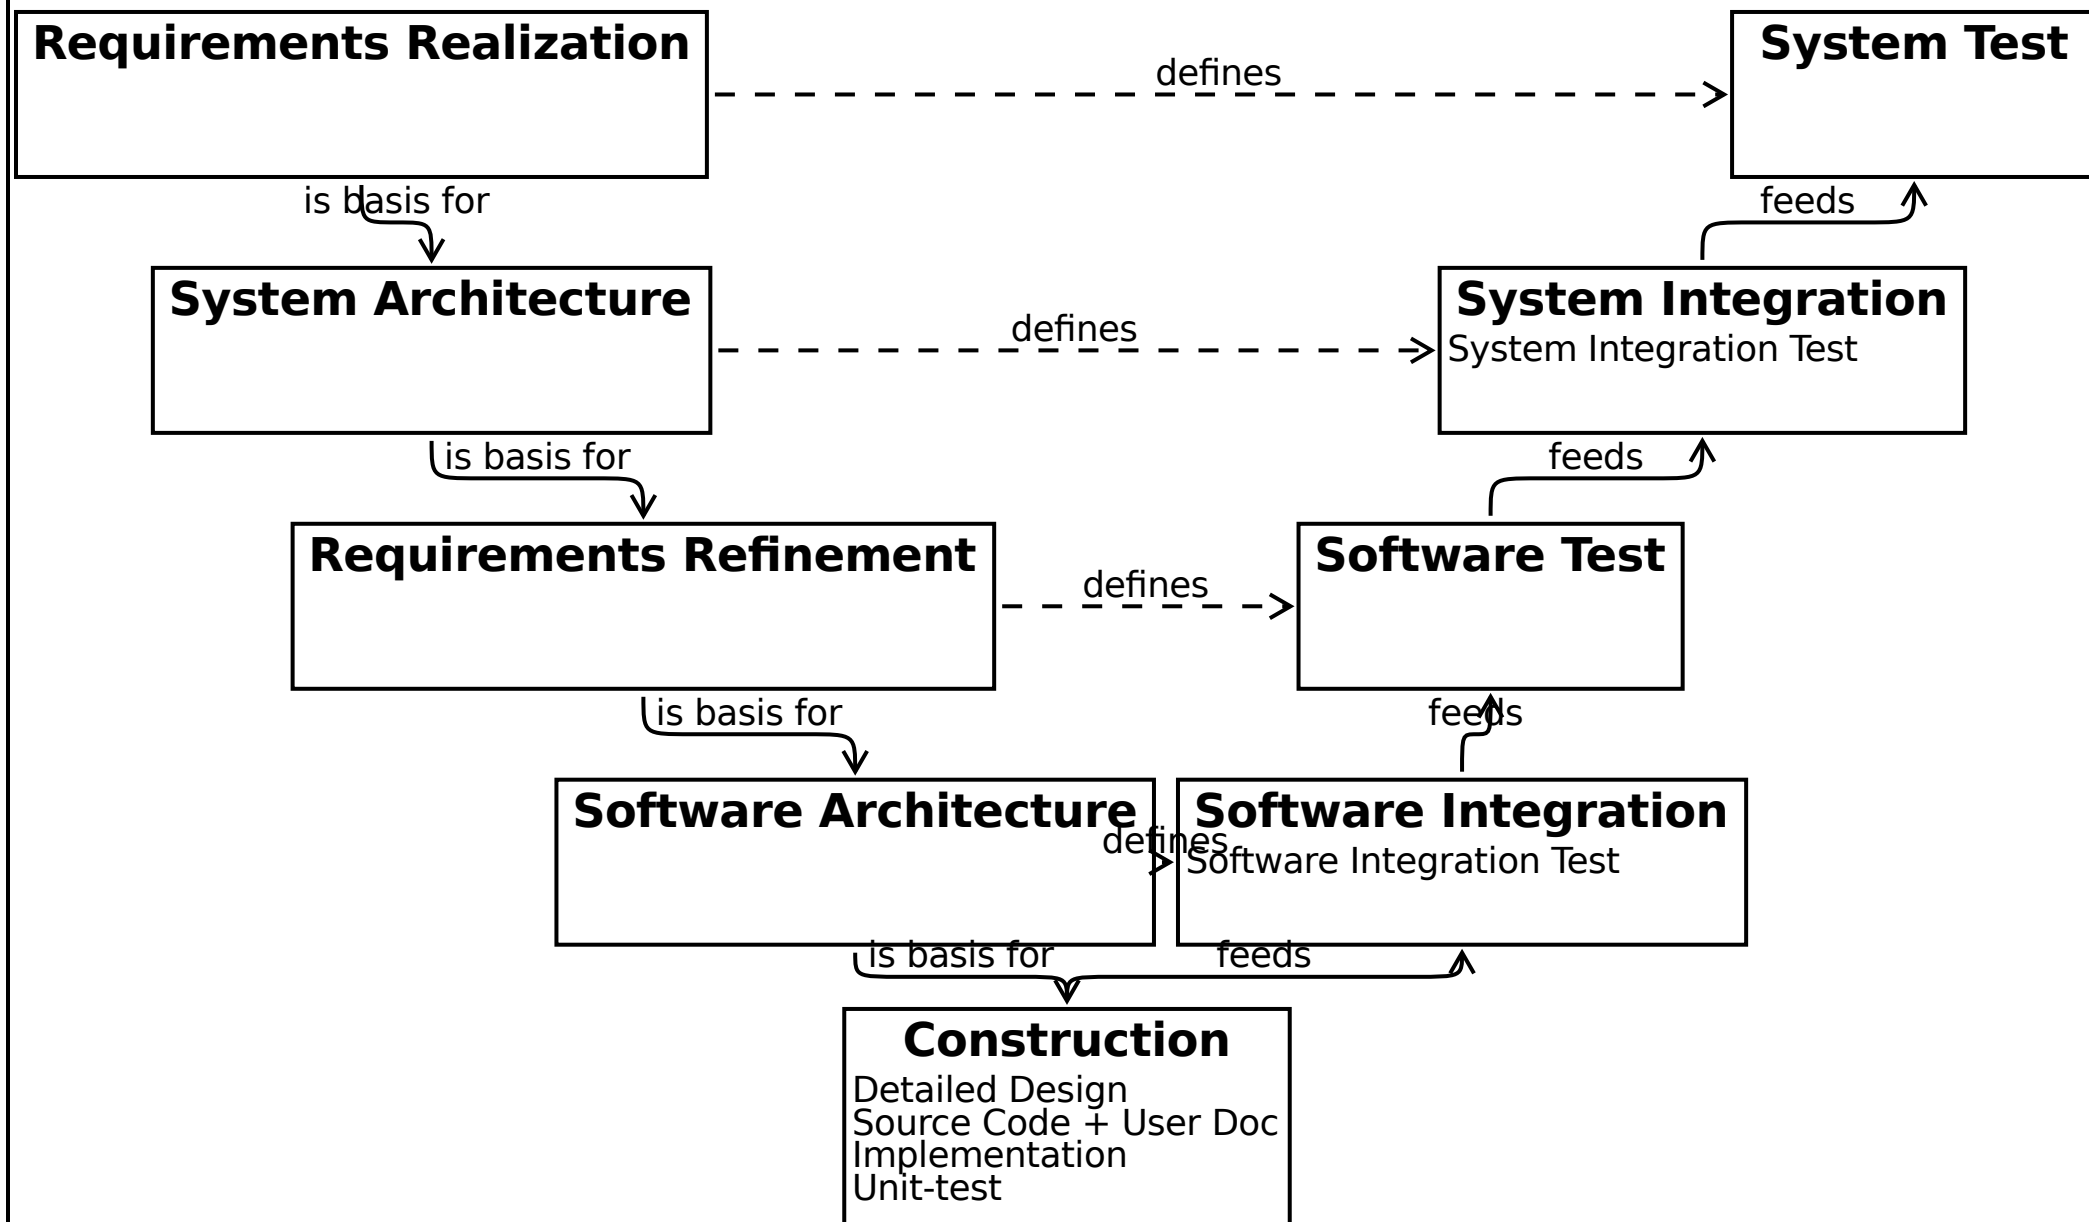 Requirements Realization
System Test
defines
is basis for
feeds
System Architecture
System Integration
System Integration Test
defines
is basis for
feeds
Requirements Refinement
Software Test
defines
is basis for
feeds
Software Architecture
Software Integration
defines
Software Integration Test
is basis for
feeds
Construction
Detailed Design
Source Code + User Doc
Implementation
Unit-test